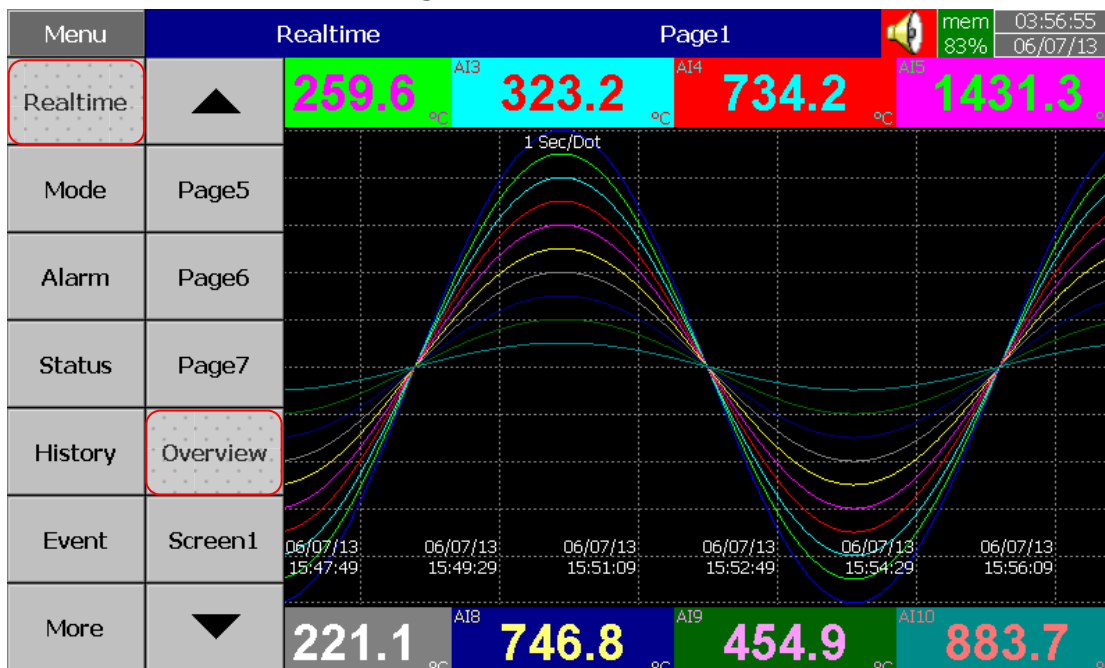 Menu Realtime Page1 mem 03:56:55
83% 06/07/13
Realtime 259.6 °C AI3 323.2 °C AI4 734.2 °C AI5 1431.3
1 Sec/Dot
Mode Page5
Alarm Page6
Status Page7
History Overview
Event Screen1
06/07/13 06/07/13 06/07/13 06/07/13 06/07/13 06/07/13
15:47:49 15:49:29 15:51:09 15:52:49 15:54:29 15:56:09
More 221.1 °C AI8 746.8 °C AI9 454.9 °C AI10 883.7